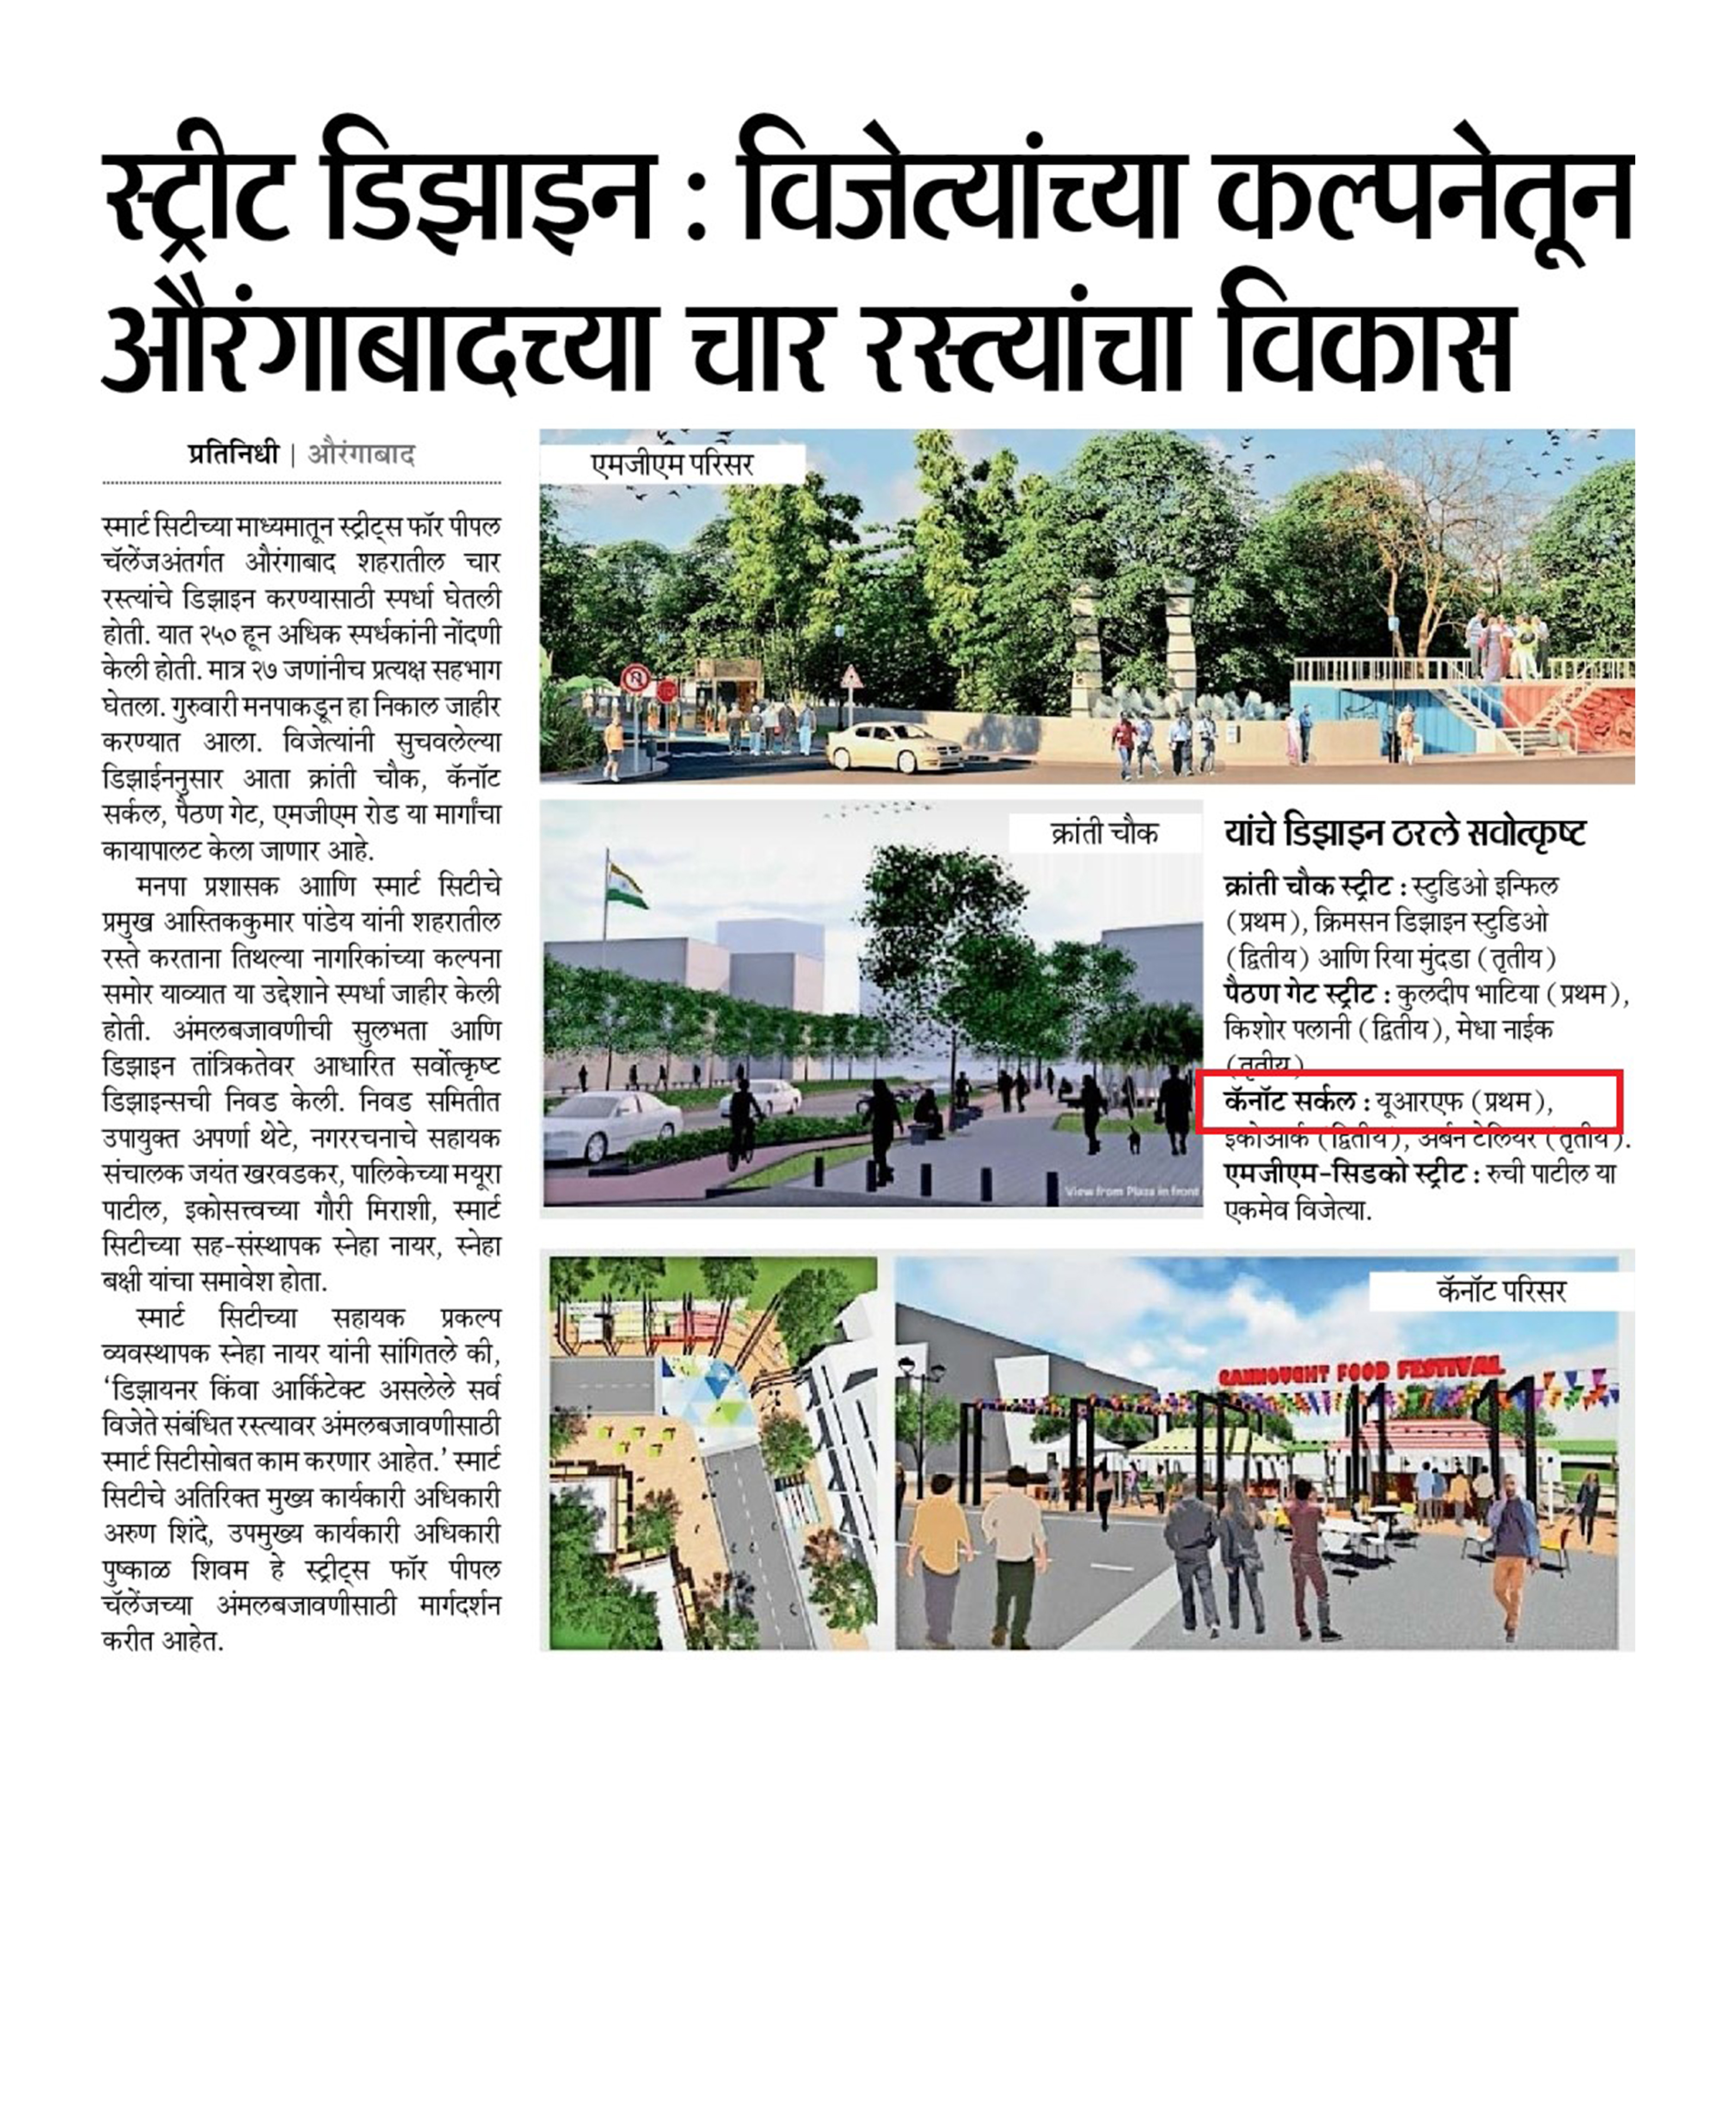 स्ट्रीट डिझाइन : विजेत्यांच्या कल्पनेतून
औरंगाबादच्या चार रस्त्यांचा विकास
प्रतिनिधी | औरंगाबाद
स्मार्ट सिटीच्या माध्यमातून स्ट्रीट्स फॉर पीपल
चॅलेंजअंतर्गत औरंगाबाद शहरातील चार
रस्त्यांचे डिझाइन करण्यासाठी स्पर्धा घेतली
होती. यात २५० हून अधिक स्पर्धकांनी नोंदणी
केली होती. मात्र २७ जणांनीच प्रत्यक्ष सहभाग
घेतला. गुरुवारी मनपाकडून हा निकाल जाहीर
करण्यात आला. विजेत्यांनी सुचवलेल्या
डिझाईननुसार आता क्रांती चौक, कॅनॉट
सर्कल, पैठण गेट, एमजीएम रोड या मार्गांचा
कायापालट केला जाणार आहे.
मनपा प्रशासक आाणि स्मार्ट सिटीचे
प्रमुख आस्तिककुमार पांडेय यांनी शहरातील
रस्ते करताना तिथल्या नागरिकांच्या कल्पना
समोर याव्यात या उद्देशाने स्पर्धा जाहीर केली
होती. अंमलबजावणीची सुलभता आणि
डिझाइन तांत्रिकतेवर आधारित सर्वोत्कृष्ट
डिझाइन्सची निवड केली. निवड समितीत
उपायुक्त अपर्णा थेटे, नगररचनाचे सहायक
संचालक जयंत खरवडकर, पालिकेच्या मयूरा
पाटील, इकोसत्त्वच्या गौरी मिराशी, स्मार्ट
सिटीच्या सह-संस्थापक स्नेहा नायर, स्नेहा
बक्षी यांचा समावेश होता.
स्मार्ट सिटीच्या सहायक प्रकल्प
व्यवस्थापक स्नेहा नायर यांनी सांगितले की,
‘डिझायनर किंवा आर्किटेक्ट असलेले सर्व
विजेते संबंधित रस्त्यावर अंमलबजावणीसाठी
स्मार्ट सिटीसोबत काम करणार आहेत.’ स्मार्ट
सिटीचे अतिरिक्त मुख्य कार्यकारी अधिकारी
अरुण शिंदे, उपमुख्य कार्यकारी अधिकारी
पुष्काळ शिवम हे स्ट्रीट्स फॉर पीपल
चॅलेंजच्या अंमलबजावणीसाठी मार्गदर्शन
करीत आहेत.
एमजीएम परिसर
क्रांती चौक
View from Plaza in front
यांचे डिझाइन ठरले सवोत्कृष्ट
क्रांती चौक स्ट्रीट : स्टुडिओ इन्फिल
(प्रथम), क्रिमसन डिझाइन स्टुडिओ
(द्वितीय) आणि रिया मुंदडा (तृतीय)
पैठण गेट स्ट्रीट : कुलदीप भाटिया (प्रथम),
किशोर पलानी (द्वितीय), मेधा नाईक
(तृतीय)
कॅनॉट सर्कल : यूआरएफ (प्रथम),
इकोआर्क (द्वितीय), अर्बन टेलियर (तृतीय).
एमजीएम-सिडको स्ट्रीट : रुची पाटील या
एकमेव विजेत्या.
कॅनॉट परिसर
CANNOUGHT FOOD FESTIVAL